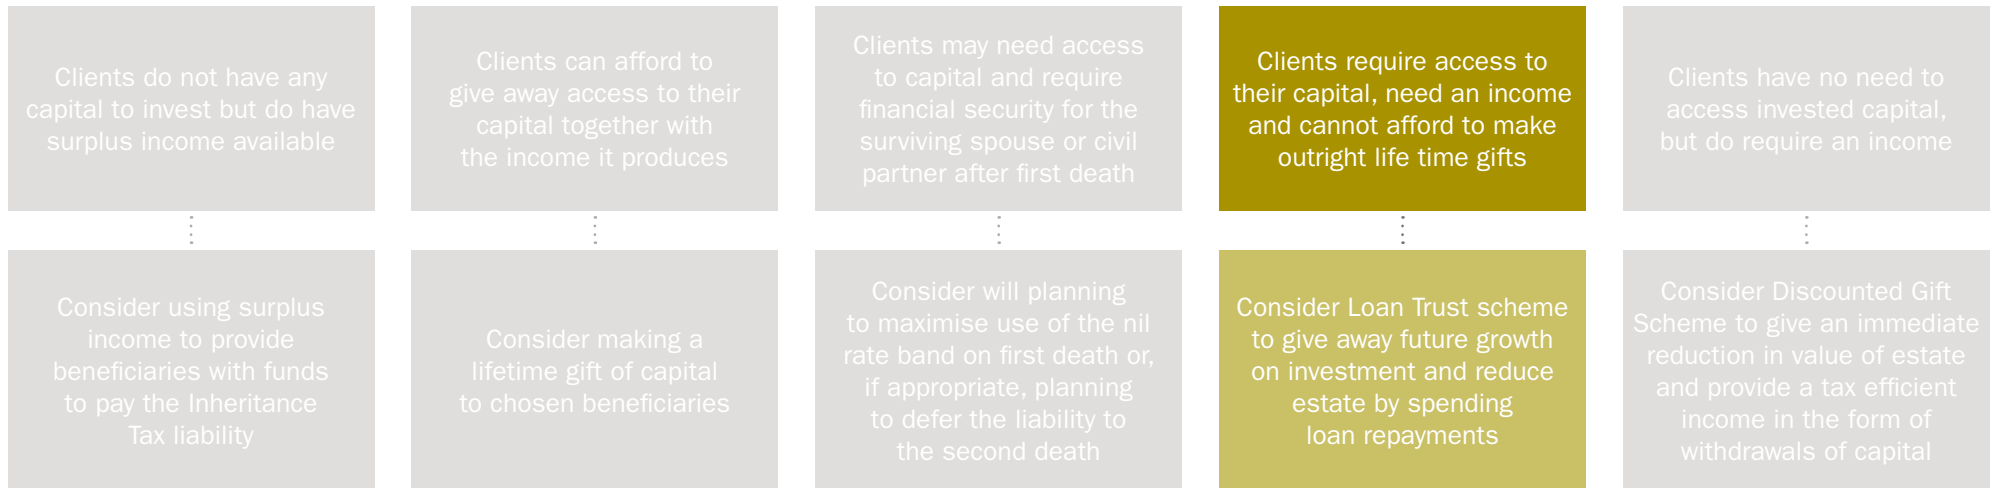 Clients do not have any
capital to invest but do have
surplus income available
Consider using surplus
income to provide
beneficiaries with funds
to pay the Inheritance
Tax liability
Clients can afford to
give away access to their
capital together with
the income it produces
Consider making a
lifetime gift of capital
to chosen beneficiaries
Clients may need access
to capital and require
financial security for the
surviving spouse or civil
partner after first death
Consider will planning
to maximise use of the nil
rate band on first death or,
if appropriate, planning
to defer the liability to
the second death
Clients require access to
their capital, need an income
and cannot afford to make
outright life time gifts
Consider Loan Trust scheme
to give away future growth
on investment and reduce
estate by spending
loan repayments
Clients have no need to
access invested capital,
but do require an income
Consider Discounted Gift
Scheme to give an immediate
reduction in value of estate
and provide a tax efficient
income in the form of
withdrawals of capital